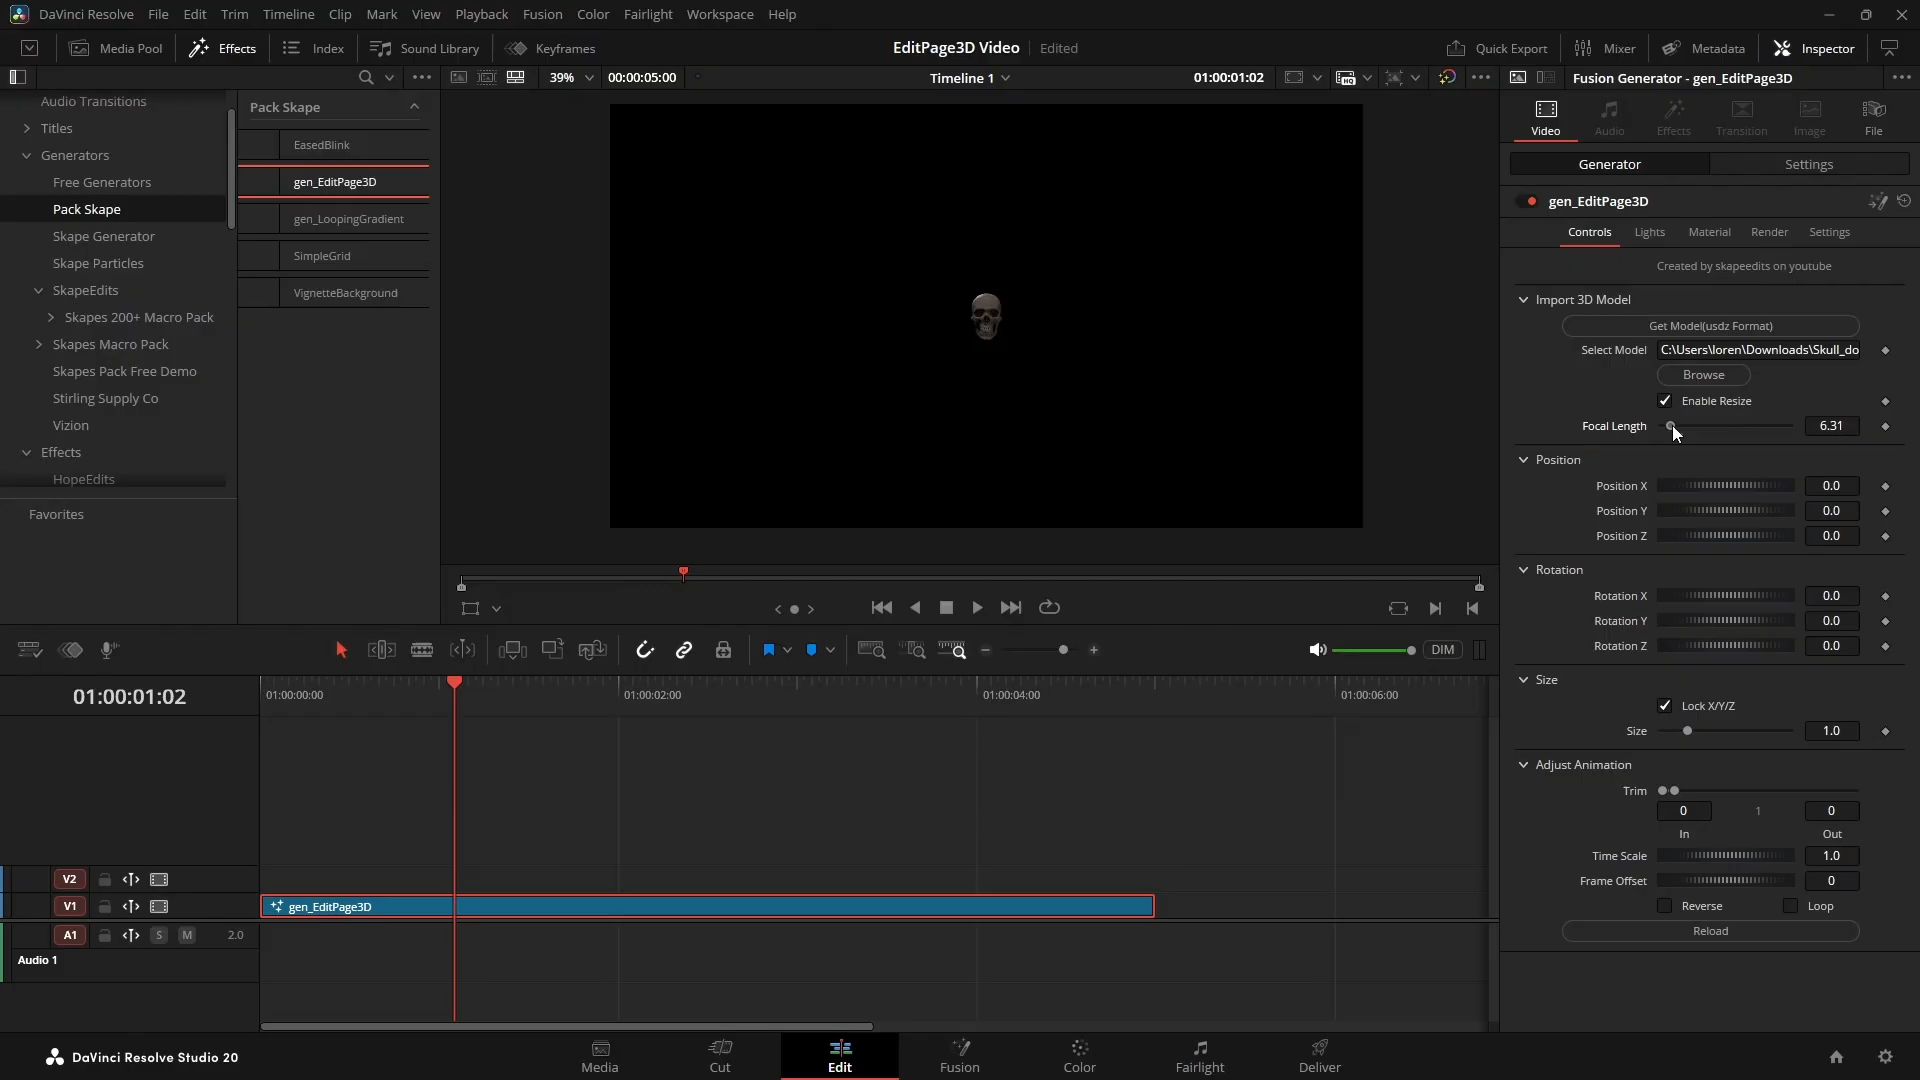 DaVinci Resolve File Edit Trim Timeline Clip Mark View Playback Fusion Color Fairlight Workspace Help
Media Pool Effects Index Sound Library Keyframes EditPage3D Video Edited Quick Export Mixer Metadata Inspector
39% 00:00:05:00 Timeline 1 01:00:01:02 Fusion Generator - gen_EditPage3D
Audio Transitions
Titles
Generators
Free Generators
Pack Skape
Skape Generator
Skape Particles
SkapeEdits
Skapes 200+ Macro Pack
Skapes Macro Pack
Skapes Pack Free Demo
Stirling Supply Co
Vizion
Effects
HopeEdits
Favorites
Pack Skape
EasedBlink
gen_EditPage3D
gen_LoopingGradient
SimpleGrid
VignetteBackground
Video Audio Effects Transition Image File
Generator Settings
gen_EditPage3D
Controls Lights Material Render Settings
Created by skapeedits on youtube
Import 3D Model
Get Model(usdz Format)
Select Model C:\Users\loren\Downloads\Skull_do
Browse
Enable Resize
Focal Length 6.31
Position
Position X 0.0
Position Y 0.0
Position Z 0.0
Rotation
Rotation X 0.0
Rotation Y 0.0
Rotation Z 0.0
Size
Lock X/Y/Z
Size 1.0
Adjust Animation
Trim
0 1 0
In Out
Time Scale 1.0
Frame Offset 0
Reverse Loop
Reload
DIM
01:00:01:02 01:00:00:00 01:00:02:00 01:00:04:00 01:00:06:00
V2
V1 gen_EditPage3D
A1 S M 2.0
Audio 1
DaVinci Resolve Studio 20 Media Cut Edit Fusion Color Fairlight Deliver